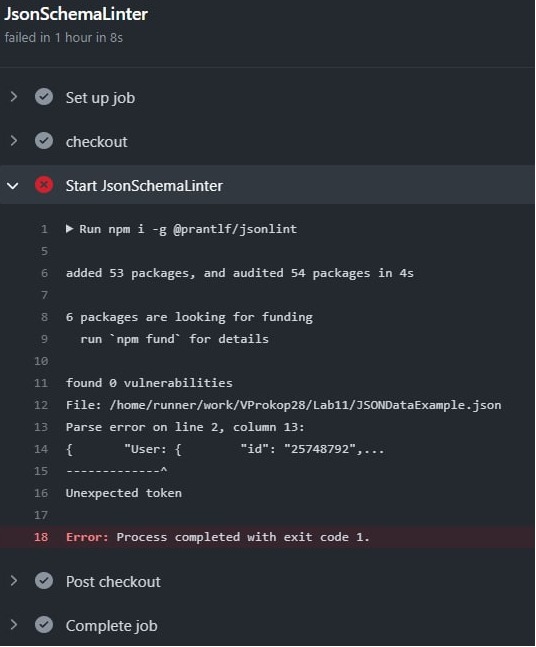 JsonSchemaLinter
failed in 1 hour in 8s
Set up job
checkout
Start JsonSchemaLinter
1 Run npm i -g @prantlf/jsonlint
5
6 added 53 packages, and audited 54 packages in 4s
7
8 6 packages are looking for funding
9 run `npm fund` for details
10
11 found 0 vulnerabilities
12 File: /home/runner/work/VProkop28/Lab11/JSONDataExample.json
13 Parse error on line 2, column 13:
14 { "User: { "id": "25748792",...
15 -------------^
16 Unexpected token
17
18 Error: Process completed with exit code 1.
Post checkout
Complete job